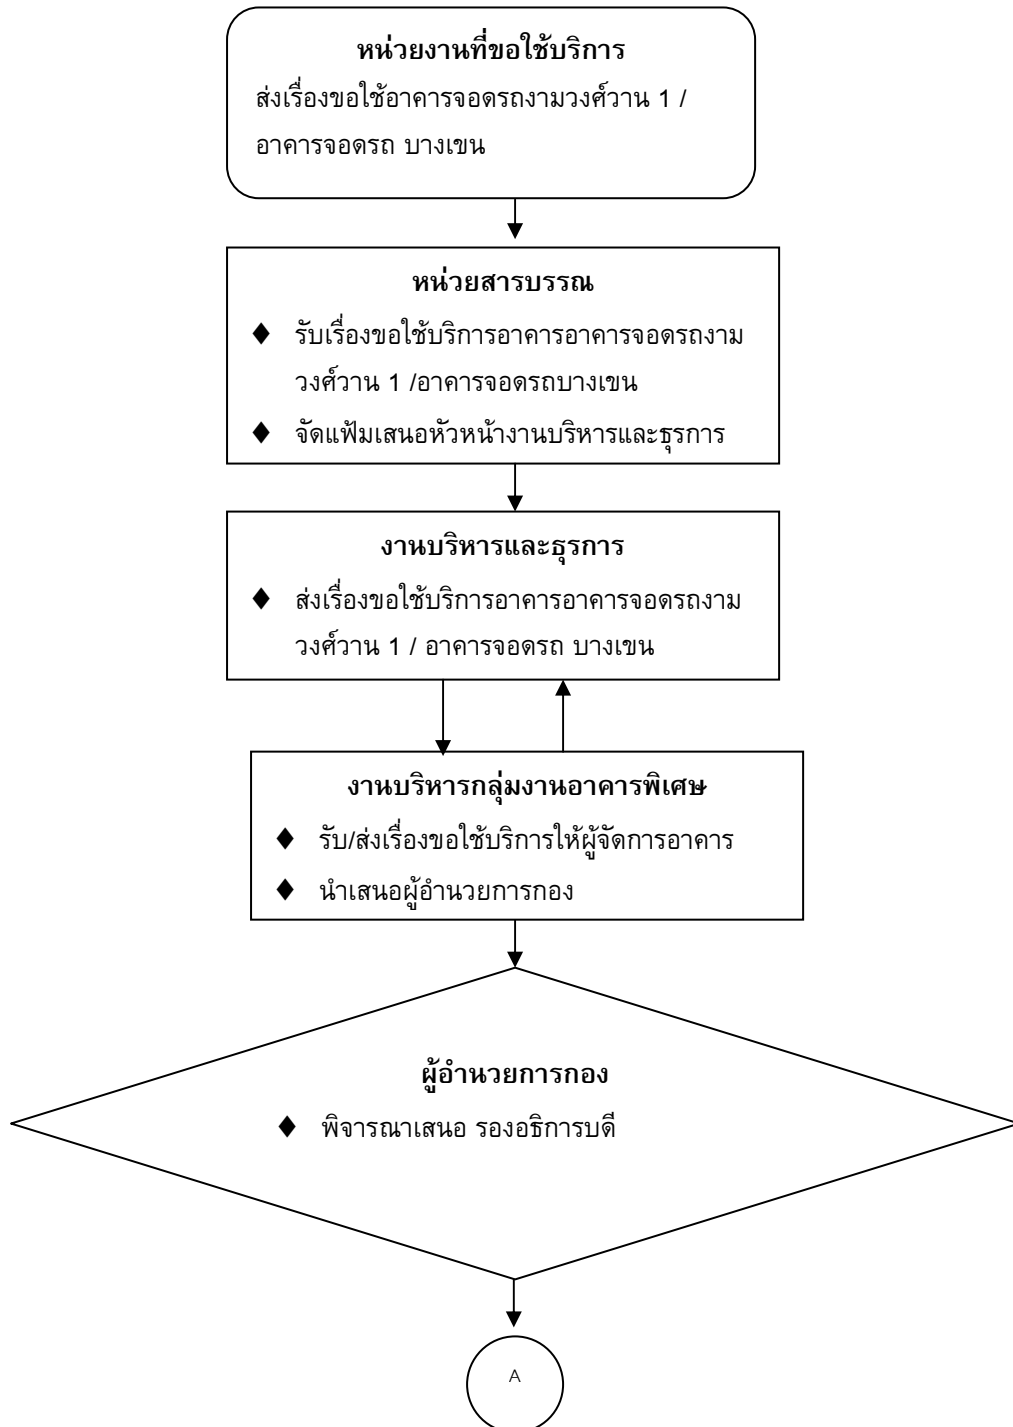 หน่วยงานที่ขอใช้บริการ
ส่งเรื่องขอใช้อาคารจอดรถงามวงศ์วาน 1 /
อาคารจอดรถ บางเขน
หน่วยสารบรรณ
♦ รับเรื่องขอใช้บริการอาคารอาคารจอดรถงาม
วงศ์วาน 1 /อาคารจอดรถบางเขน
♦ จัดแฟ้มเสนอหัวหน้างานบริหารและธุรการ
งานบริหารและธุรการ
♦ ส่งเรื่องขอใช้บริการอาคารอาคารจอดรถงาม
วงศ์วาน 1 / อาคารจอดรถ บางเขน
งานบริหารกลุ่มงานอาคารพิเศษ
♦ รับ/ส่งเรื่องขอใช้บริการให้ผู้จัดการอาคาร
♦ นำเสนอผู้อำนวยการกอง
ผู้อำนวยการกอง
♦ พิจารณาเสนอ รองอธิการบดี
A